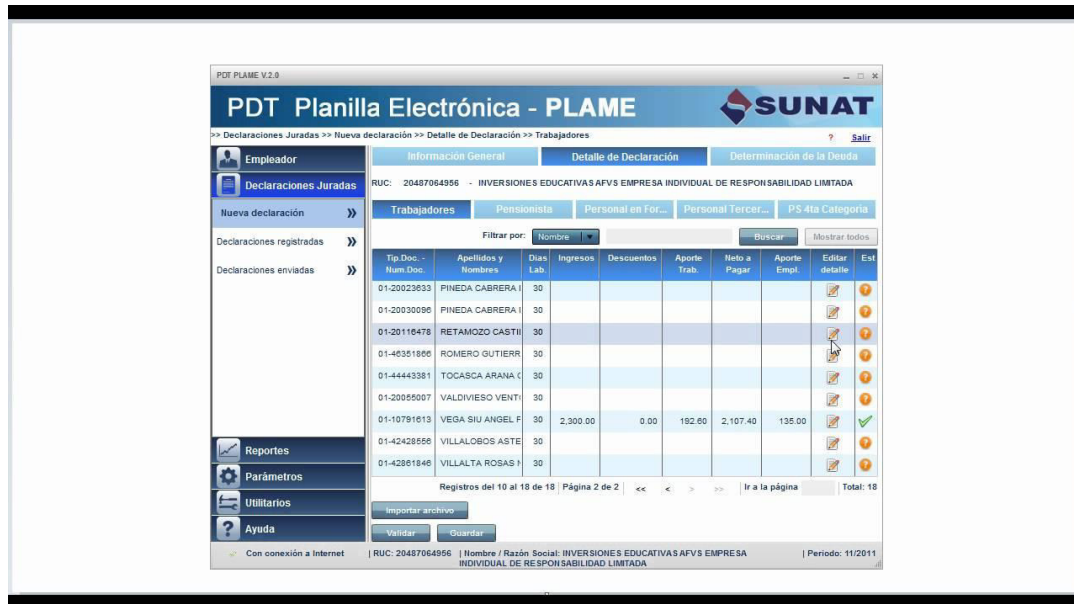 PDT PLAME V.2.0
PDT Planilla Electrónica - PLAME
SUNAT
>> Declaraciones Juradas >> Nueva declaración >> Detalle de Declaración >> Trabajadores
? Salir
Empleador
Declaraciones Juradas
Nueva declaración
Declaraciones registradas
Declaraciones enviadas
Reportes
Parámetros
Utilitarios
Ayuda
Información General Detalle de Declaración Determinación de la Deuda
RUC: 20487064956 - INVERSIONES EDUCATIVAS AFVS EMPRESA INDIVIDUAL DE RESPONSABILIDAD LIMITADA
Trabajadores Pensionista Personal en For... Personal Tercer... PS 4ta Categoria
Filtrar por: Nombre Buscar Mostrar todos
Tip.Doc. - Num.Doc. Apellidos y Nombres Dias Lab. Ingresos Descuentos Aporte Trab. Neto a Pagar Aporte Empl. Editar detalle Est
01-20023633 PINEDA CABRERA 30
01-20030096 PINEDA CABRERA 30
01-20116478 RETAMOZO CASTI 30
01-46351866 ROMERO GUTIERR 30
01-44443381 TOCASCA ARANA 30
01-20055007 VALDIVIESO VENT 30
01-10791613 VEGA SIU ANGEL F 30 2,300.00 0.00 192.60 2,107.40 135.00
01-42428556 VILLALOBOS ASTE 30
01-42861846 VILLALTA ROSAS 30
Registros del 10 al 18 de 18 Página 2 de 2 << < > >> Ir a la página Total: 18
Importar archivo
Validar Guardar
Con conexión a Internet | RUC: 20487064956 | Nombre / Razón Social: INVERSIONES EDUCATIVAS AFVS EMPRESA INDIVIDUAL DE RESPONSABILIDAD LIMITADA | Periodo: 11/2011